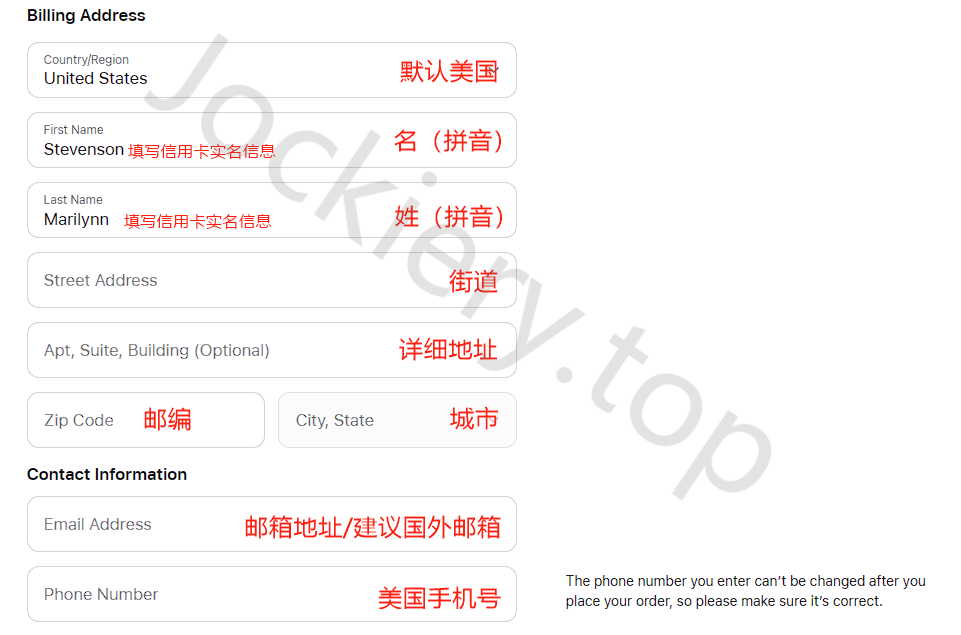 Billing Address
Country/Region
United States 默认美国
First Name
Stevenson 填写信用卡实名信息 名（拼音）
Last Name
Marilynn 填写信用卡实名信息 姓（拼音）
Street Address 街道
Apt, Suite, Building (Optional) 详细地址
Zip Code 邮编 City, State 城市
Contact Information
Email Address 邮箱地址/建议国外邮箱
Phone Number 美国手机号
The phone number you enter can’t be changed after you
place your order, so please make sure it’s correct.
Jockiery.top